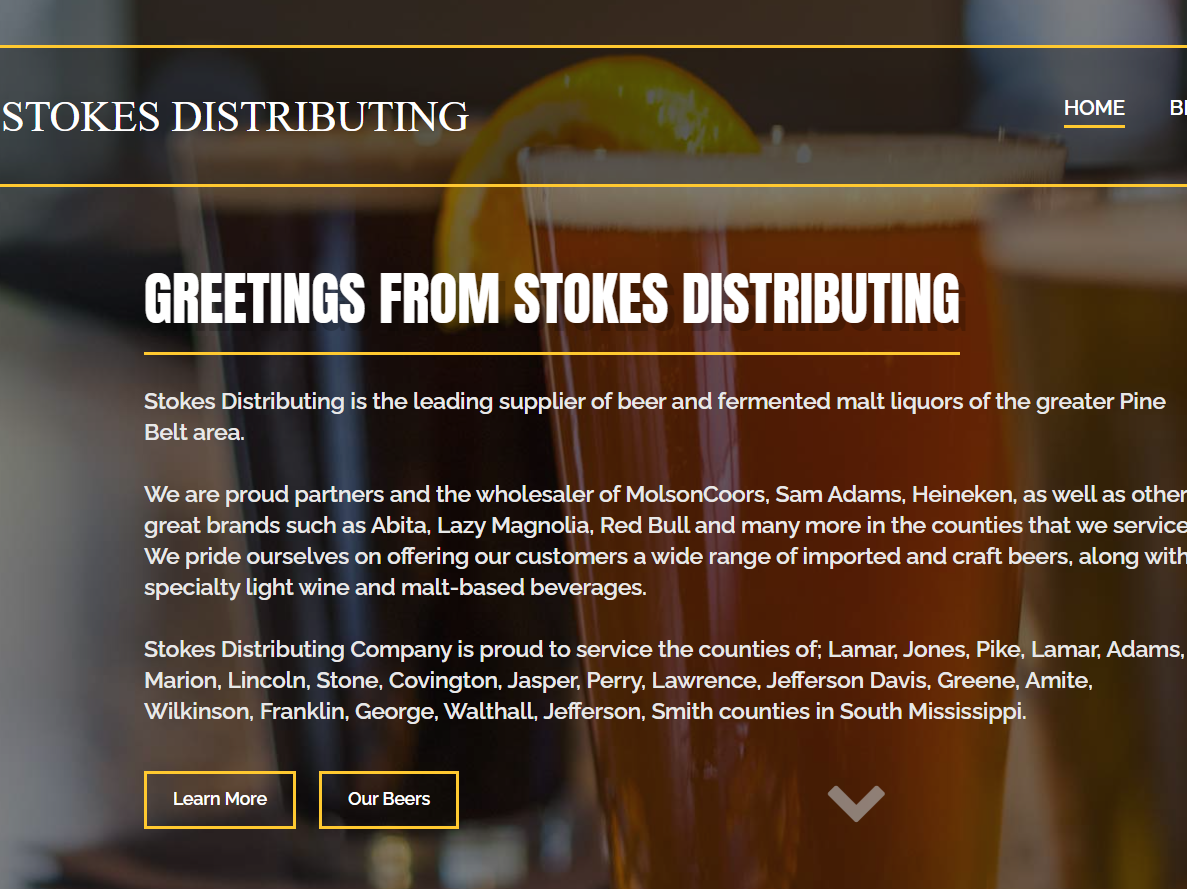 STOKES DISTRIBUTING
HOME
GREETINGS FROM STOKES DISTRIBUTING
Stokes Distributing is the leading supplier of beer and fermented malt liquors of the greater Pine
Belt area.
We are proud partners and the wholesaler of MolsonCoors, Sam Adams, Heineken, as well as other
great brands such as Abita, Lazy Magnolia, Red Bull and many more in the counties that we service
We pride ourselves on offering our customers a wide range of imported and craft beers, along with
specialty light wine and malt-based beverages.
Stokes Distributing Company is proud to service the counties of; Lamar, Jones, Pike, Lamar, Adams,
Marion, Lincoln, Stone, Covington, Jasper, Perry, Lawrence, Jefferson Davis, Greene, Amite,
Wilkinson, Franklin, George, Walthall, Jefferson, Smith counties in South Mississippi.
Learn More
Our Beers